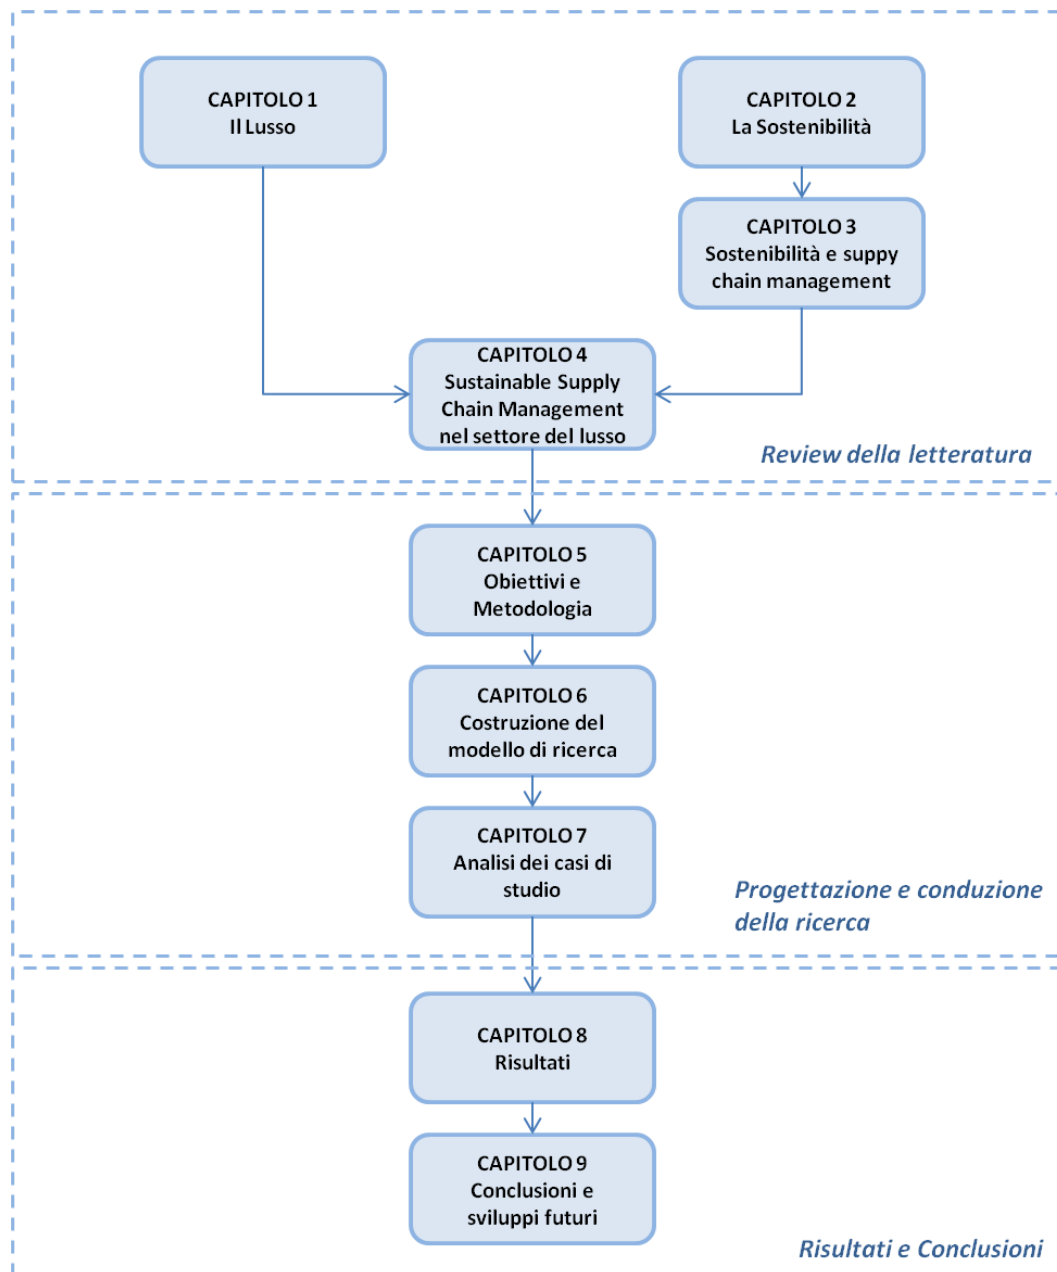 CAPITOLO 1
Il Lusso
CAPITOLO 2
La Sostenibilità
CAPITOLO 3
Sostenibilità e suppy
chain management
CAPITOLO 4
Sustainable Supply
Chain Management
nel settore del lusso
Review della letteratura
CAPITOLO 5
Obiettivi e
Metodologia
CAPITOLO 6
Costruzione del
modello di ricerca
CAPITOLO 7
Analisi dei casi di
studio
Progettazione e conduzione
della ricerca
CAPITOLO 8
Risultati
CAPITOLO 9
Conclusioni e
sviluppi futuri
Risultati e Conclusioni